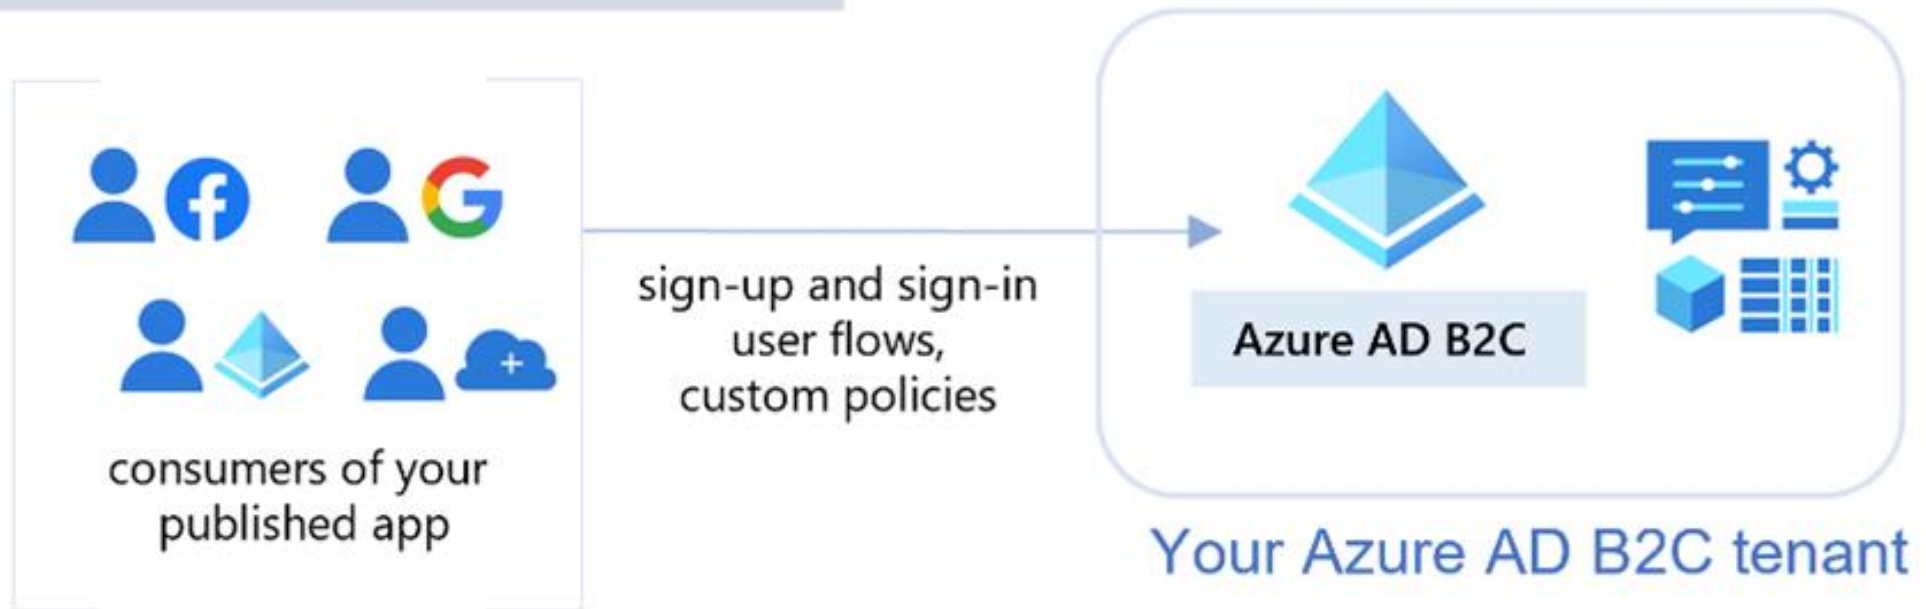 consumers of your
published app
sign-up and sign-in
user flows,
custom policies
Azure AD B2C
Your Azure AD B2C tenant